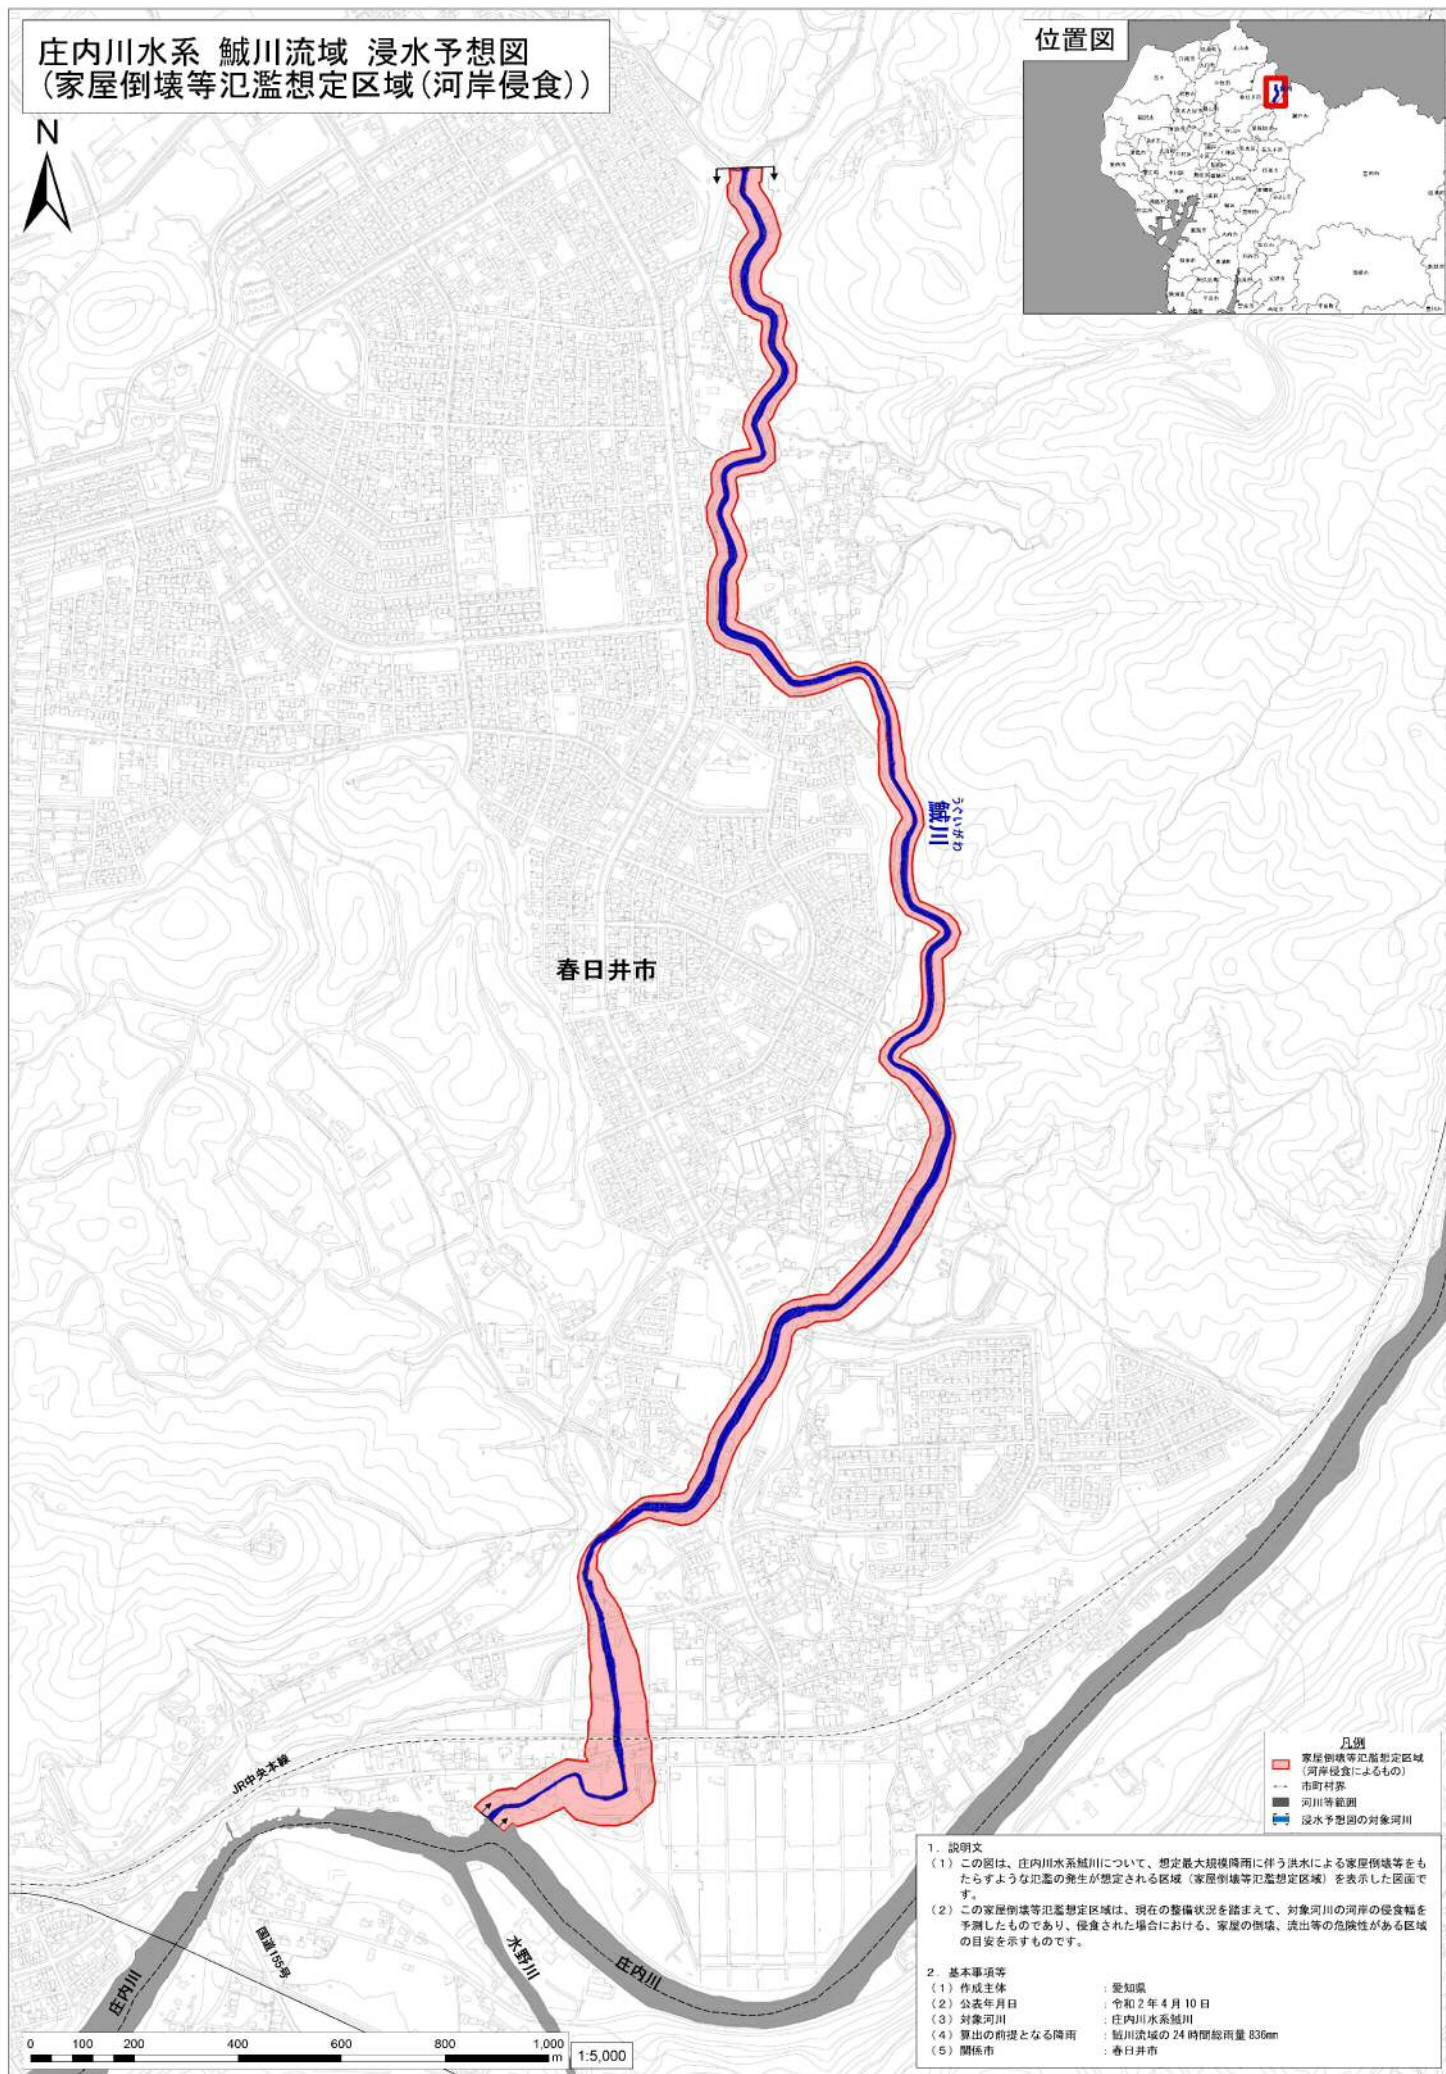 庄内川水系 鯎川流域 浸水予想図
(家屋倒壊等氾濫想定区域(河岸侵食))
位置図
N
鯎川
うぐいがわ
春日井市
JR中央本線
国道155号
水野川
庄内川
庄内川
凡例
家屋倒壊等氾濫想定区域
(河岸侵食によるもの)
市町村界
河川等範囲
浸水予想図の対象河川
1. 説明文
(1) この図は、庄内川水系鯎川について、想定最大規模降雨に伴う洪水による家屋倒壊等をも
たらすような氾濫の発生が想定される区域(家屋倒壊等氾濫想定区域)を表示した図面で
す。
(2) この家屋倒壊等氾濫想定区域は、現在の整備状況を踏まえて、対象河川の河岸の侵食幅を
予測したものであり、侵食された場合における、家屋の倒壊、流出等の危険性がある区域
の目安を示すものです。
2. 基本事項等
(1) 作成主体 : 愛知県
(2) 公表年月日 : 令和2年4月10日
(3) 対象河川 : 庄内川水系鯎川
(4) 算出の前提となる降雨 : 鯎川流域の24時間総雨量836mm
(5) 関係市 : 春日井市
0 100 200 400 600 800 1,000
m
1:5,000